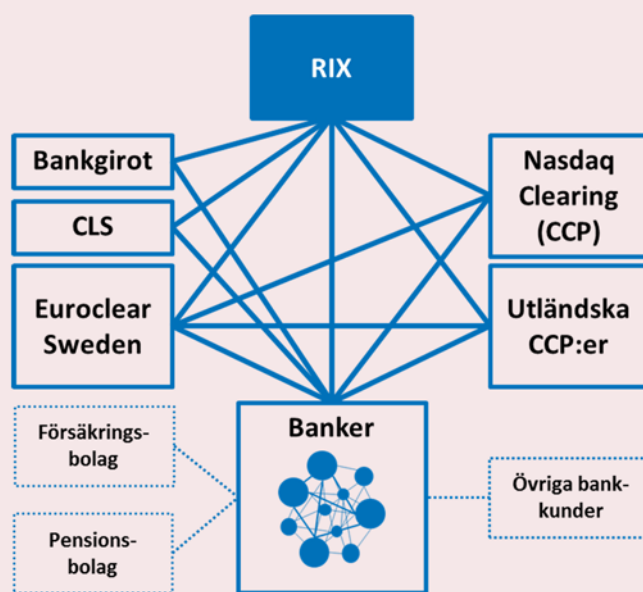 RIX
Bankgirot
CLS
Euroclear
Sweden
Nasdaq
Clearing
(CCP)
Utländska
CCP:er
Banker
Försäkrings-
bolag
Pensions-
bolag
Övriga bank-
kunder